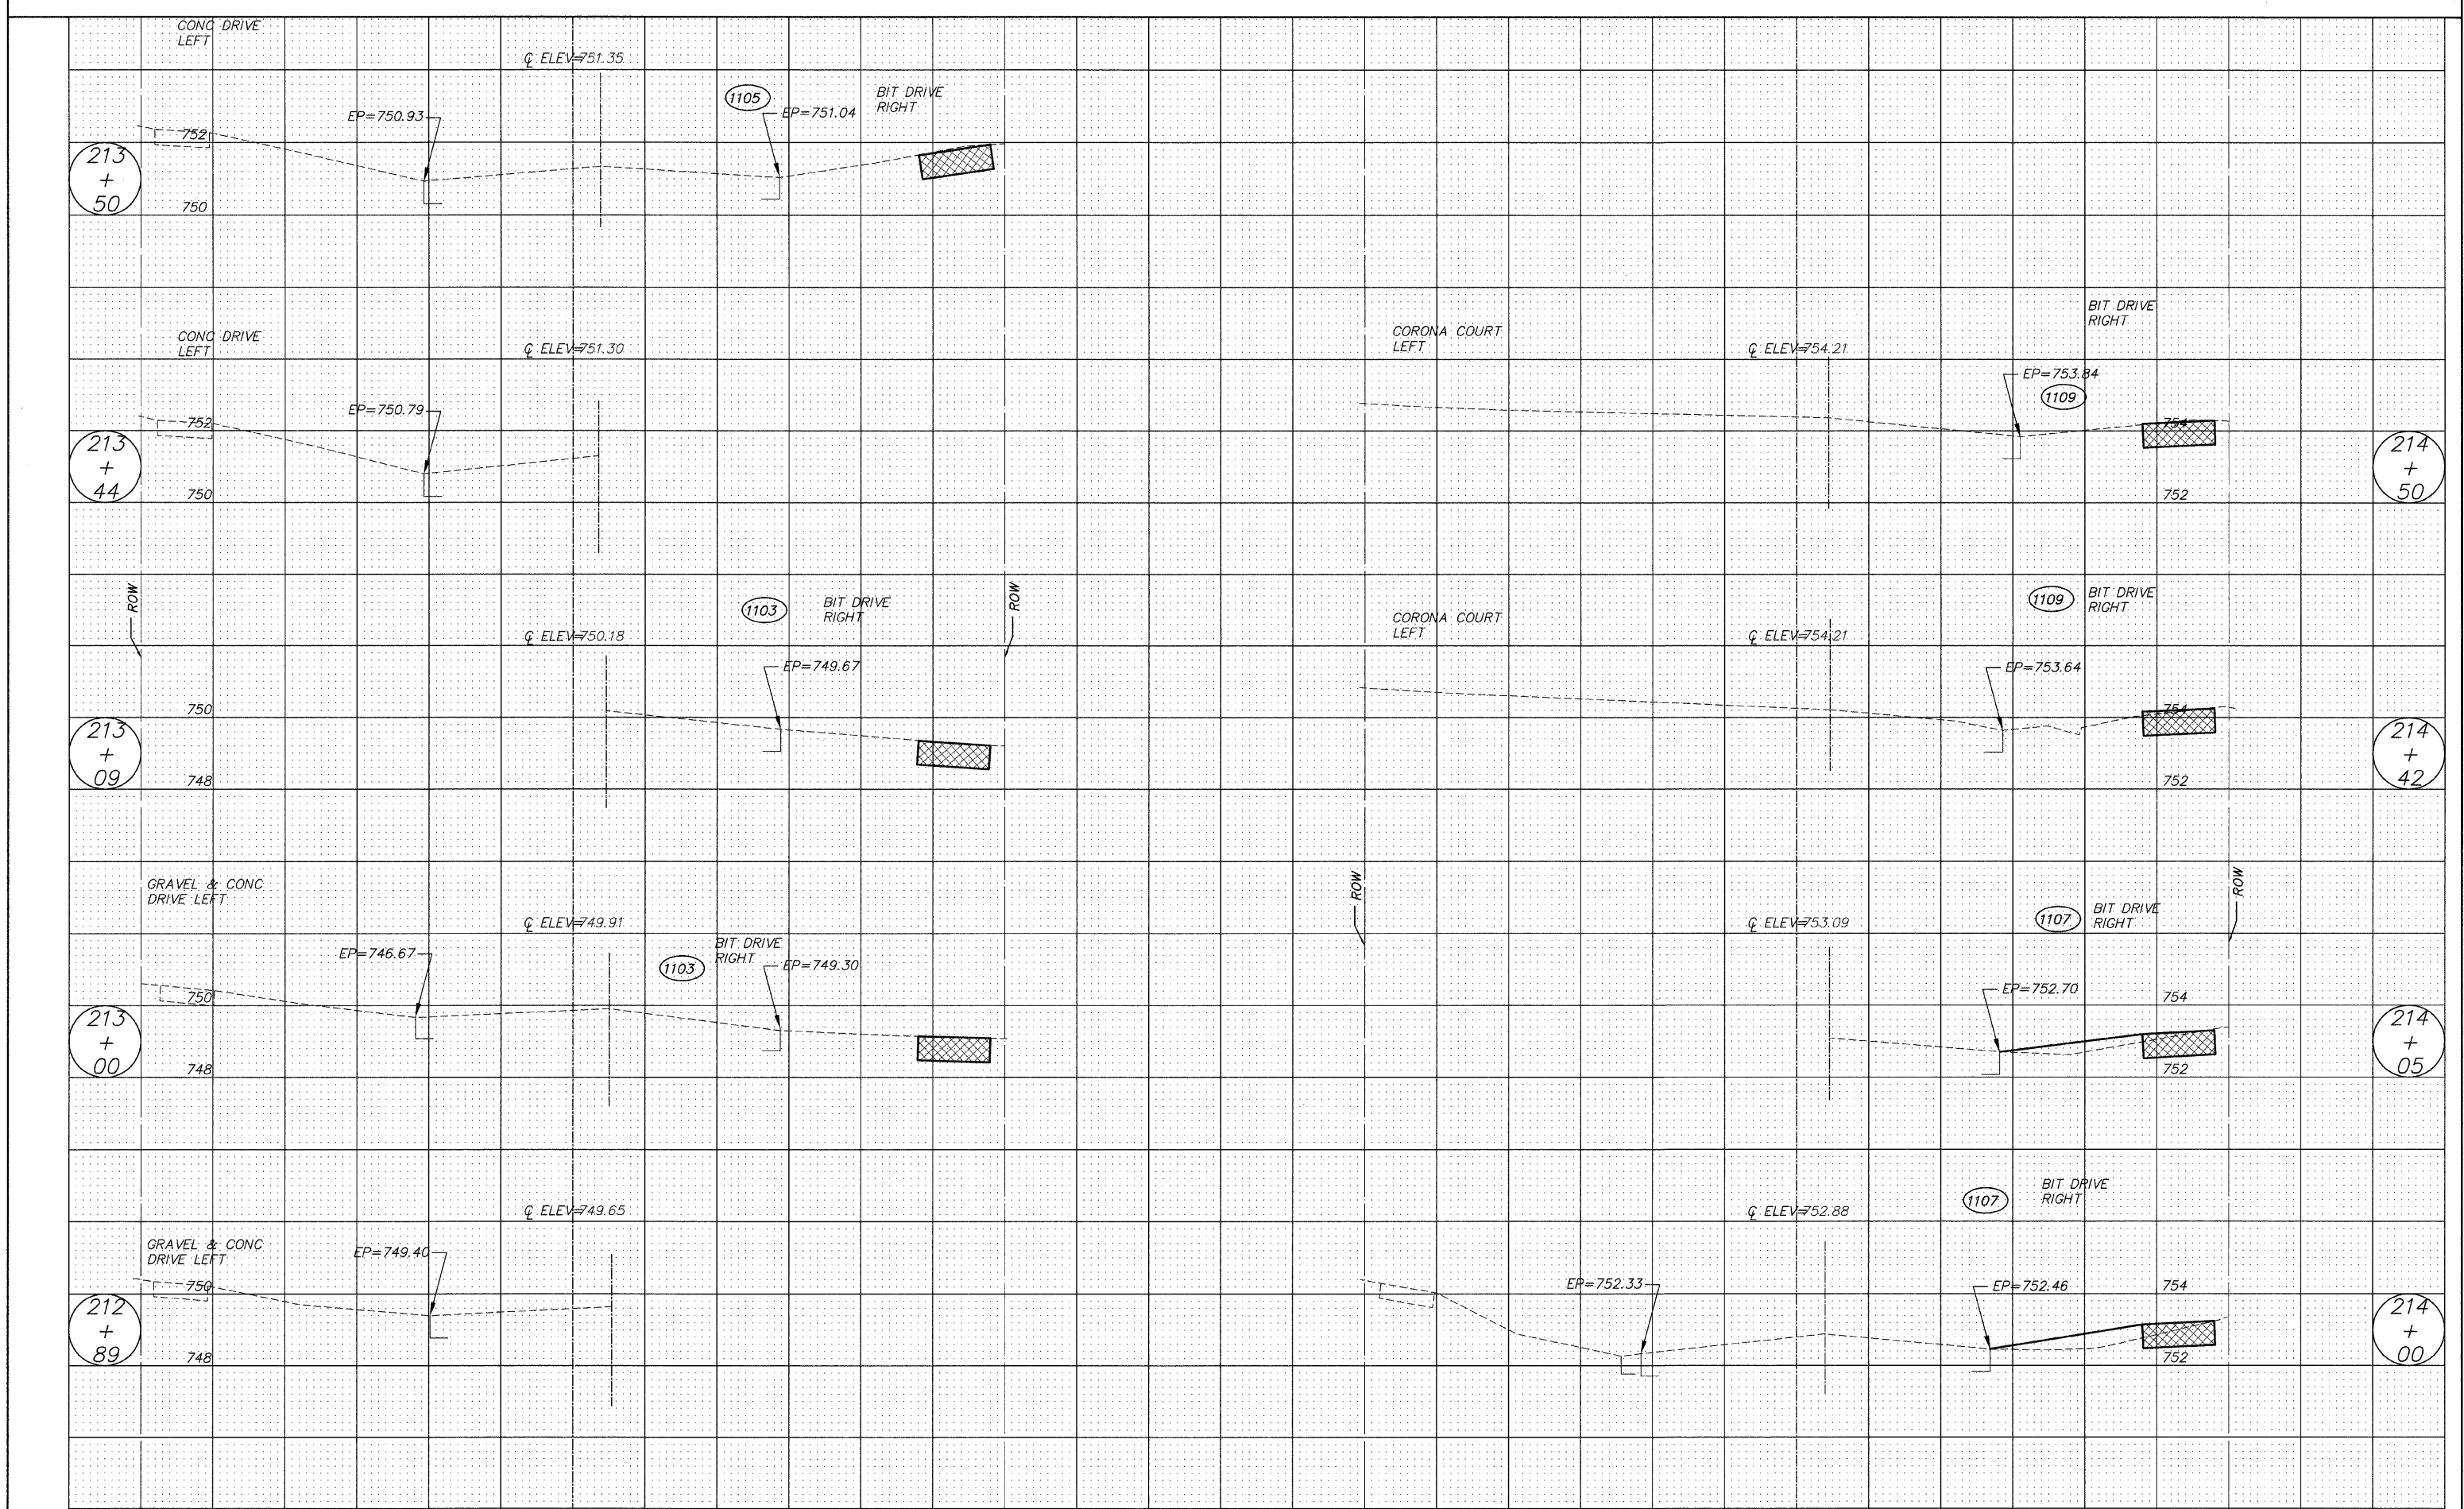 CONC DRIVE
LEFT
℄ ELEV=751.35
EP=750.93
1105
EP=751.04
BIT DRIVE
RIGHT
752
213
+
50
750
CONC DRIVE
LEFT
℄ ELEV=751.30
EP=750.79
752
213
+
44
750
ROW
℄ ELEV=750.18
1103
BIT DRIVE
RIGHT
ROW
EP=749.67
750
213
+
09
748
GRAVEL & CONC
DRIVE LEFT
℄ ELEV=749.91
EP=746.67
1103
BIT DRIVE
RIGHT
EP=749.30
750
213
+
00
748
℄ ELEV=749.65
GRAVEL & CONC
DRIVE LEFT
EP=749.40
750
212
+
89
748
CORONA COURT
LEFT
℄ ELEV=754.21
BIT DRIVE
RIGHT
EP=753.84
1109
754
214
+
50
752
CORONA COURT
LEFT
℄ ELEV=754.21
1109
BIT DRIVE
RIGHT
EP=753.64
754
214
+
42
752
ROW
℄ ELEV=753.09
1107
BIT DRIVE
RIGHT
ROW
EP=752.70
754
214
+
05
752
℄ ELEV=752.88
1107
BIT DRIVE
RIGHT
EP=752.33
EP=752.46
754
214
+
00
752